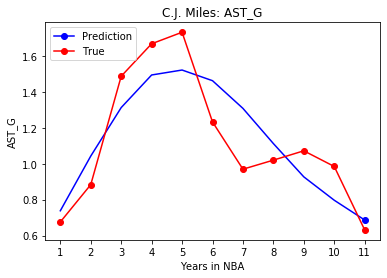 C.J. Miles: AST_G
Prediction
True
AST_G
1.6
1.4
1.2
1.0
0.8
0.6
1 2 3 4 5 6 7 8 9 10 11
Years in NBA